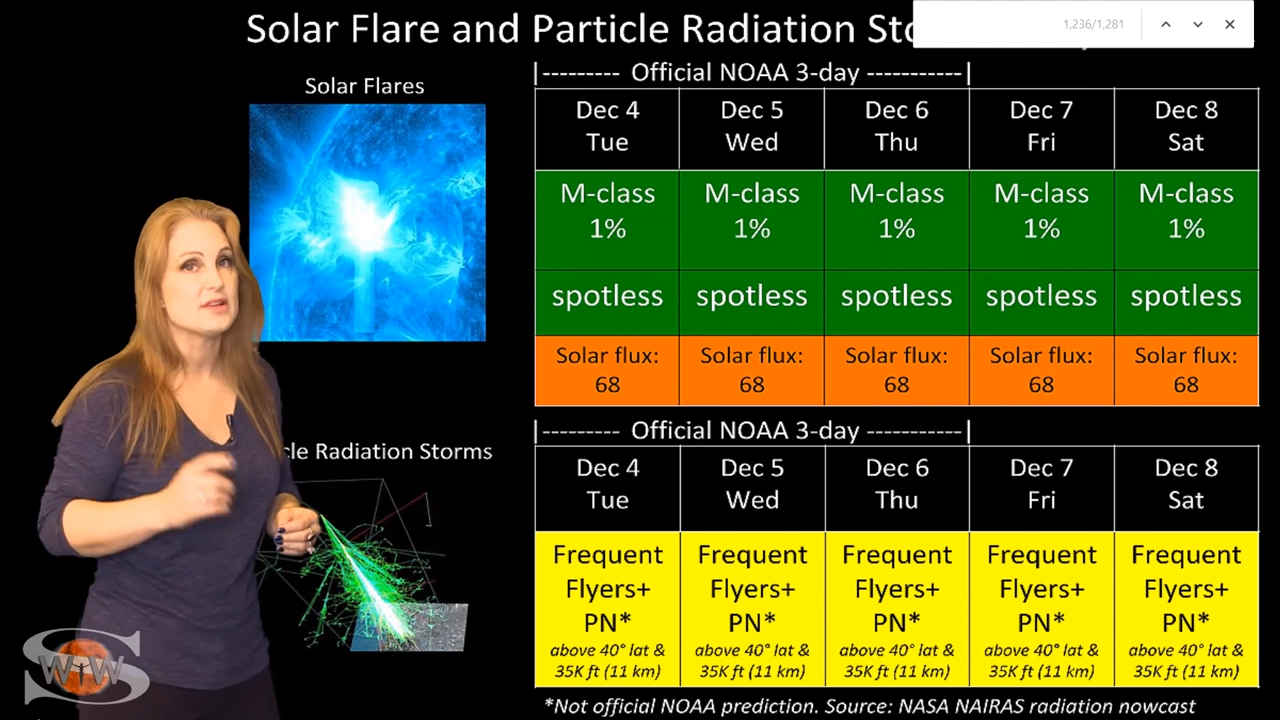 Solar Flare and Particle Radiation Sto
1,236/1,281
Solar Flares
|--------- Official NOAA 3-day -----------|
Dec 4 Dec 5 Dec 6 Dec 7 Dec 8
Tue Wed Thu Fri Sat
M-class M-class M-class M-class M-class
1% 1% 1% 1% 1%
spotless spotless spotless spotless spotless
Solar flux: Solar flux: Solar flux: Solar flux: Solar flux:
68 68 68 68 68
cle Radiation Storms
|--------- Official NOAA 3-day -----------|
Dec 4 Dec 5 Dec 6 Dec 7 Dec 8
Tue Wed Thu Fri Sat
Frequent Frequent Frequent Frequent Frequent
Flyers+ Flyers+ Flyers+ Flyers+ Flyers+
PN* PN* PN* PN* PN*
above 40° lat & above 40° lat & above 40° lat & above 40° lat & above 40° lat &
35K ft (11 km) 35K ft (11 km) 35K ft (11 km) 35K ft (11 km) 35K ft (11 km)
*Not official NOAA prediction. Source: NASA NAIRAS radiation nowcast
SWxW